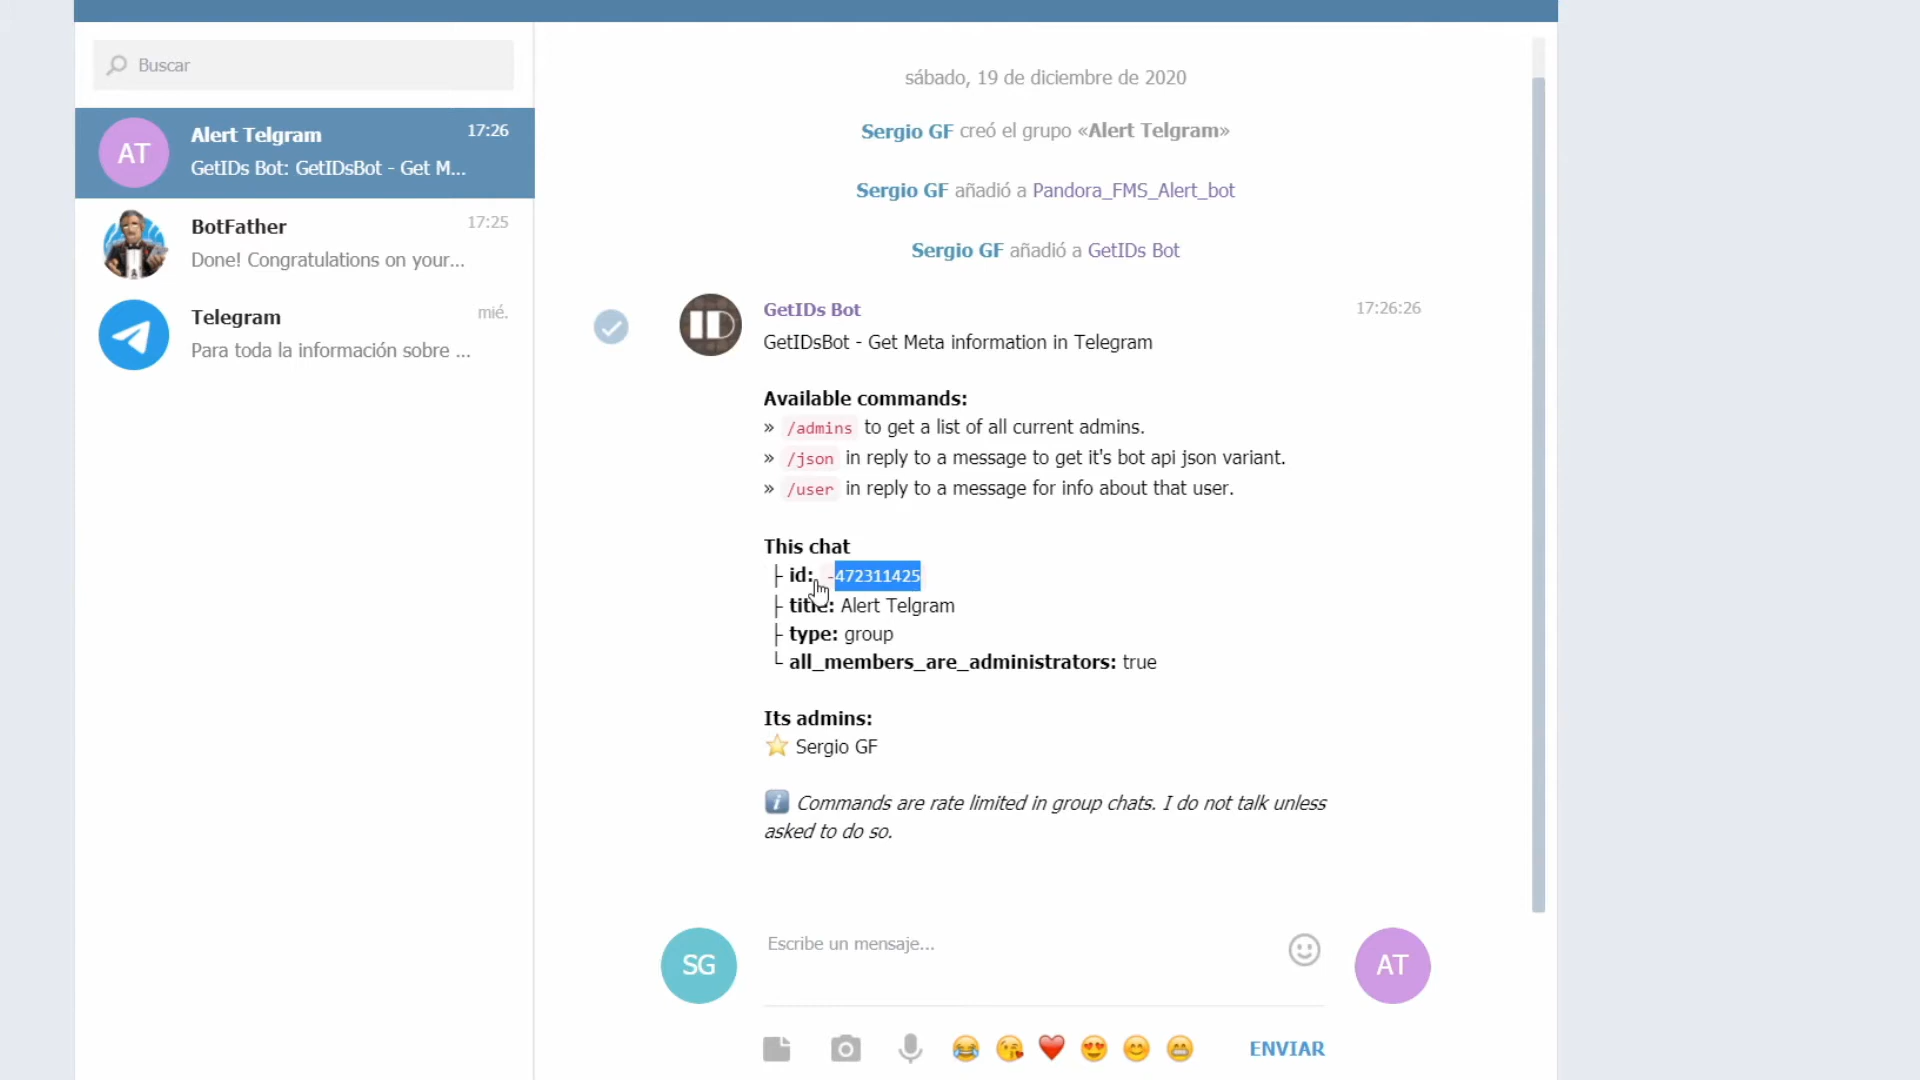 Buscar
AT
Alert Telgram
17:26
GetIDs Bot: GetIDsBot - Get M...
BotFather
17:25
Done! Congratulations on your...
Telegram
mié.
Para toda la información sobre ...
sábado, 19 de diciembre de 2020
Sergio GF creó el grupo «Alert Telgram»
Sergio GF añadió a Pandora_FMS_Alert_bot
Sergio GF añadió a GetIDs Bot
ID
GetIDs Bot
17:26:26
GetIDsBot - Get Meta information in Telegram
Available commands:
» /admins to get a list of all current admins.
» /json in reply to a message to get it's bot api json variant.
» /user in reply to a message for info about that user.
This chat
├ id: -472311425
├ title: Alert Telgram
├ type: group
└ all_members_are_administrators: true
Its admins:
⭐ Sergio GF
ℹ️ Commands are rate limited in group chats. I do not talk unless
asked to do so.
SG
Escribe un mensaje...
AT
ENVIAR